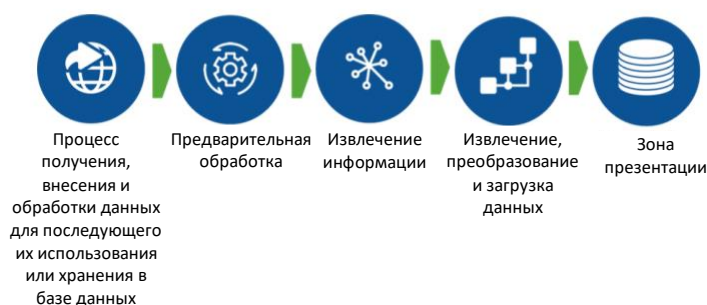 Процесс
получения,
внесения и
обработки данных
для последующего
их использования
или хранения в
базе данных
Предварительная
обработка
Извлечение
информации
Извлечение,
преобразование
и загрузка
данных
Зона
презентации